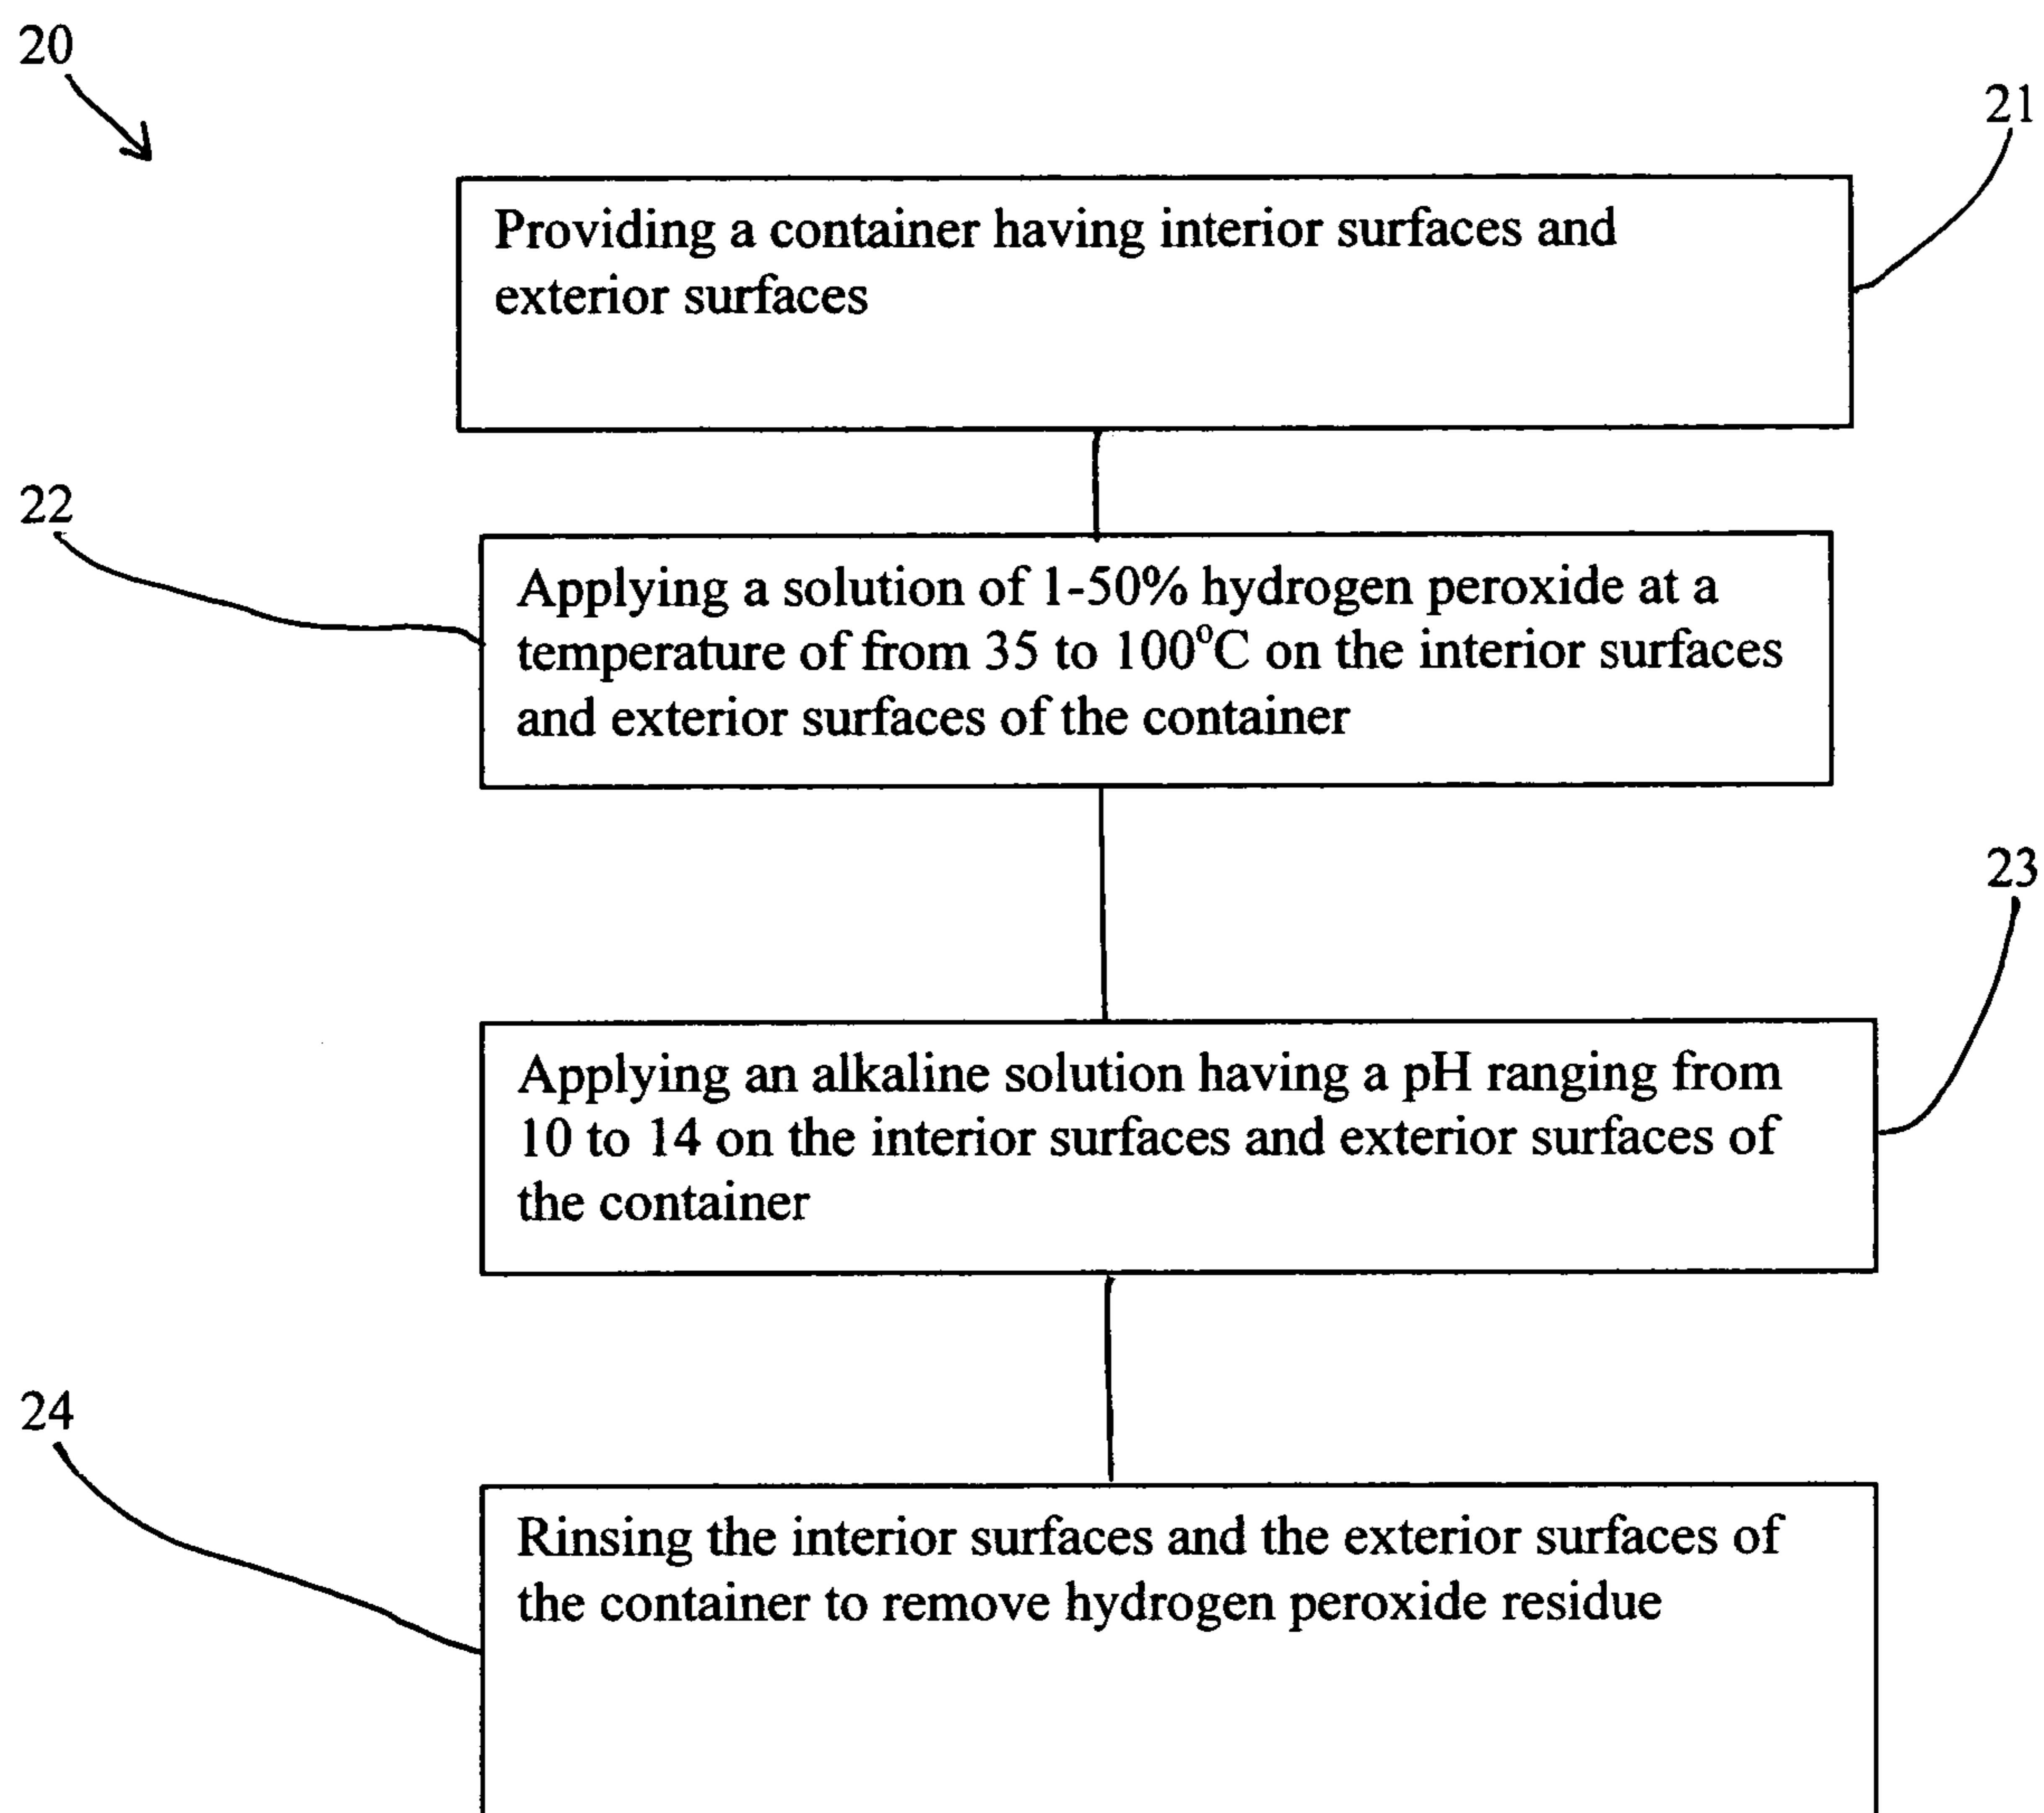 20
21
Providing a container having interior surfaces and
exterior surfaces
22
Applying a solution of 1-50% hydrogen peroxide at a
temperature of from 35 to 100°C on the interior surfaces
and exterior surfaces of the container
23
Applying an alkaline solution having a pH ranging from
10 to 14 on the interior surfaces and exterior surfaces of
the container
24
Rinsing the interior surfaces and the exterior surfaces of
the container to remove hydrogen peroxide residue